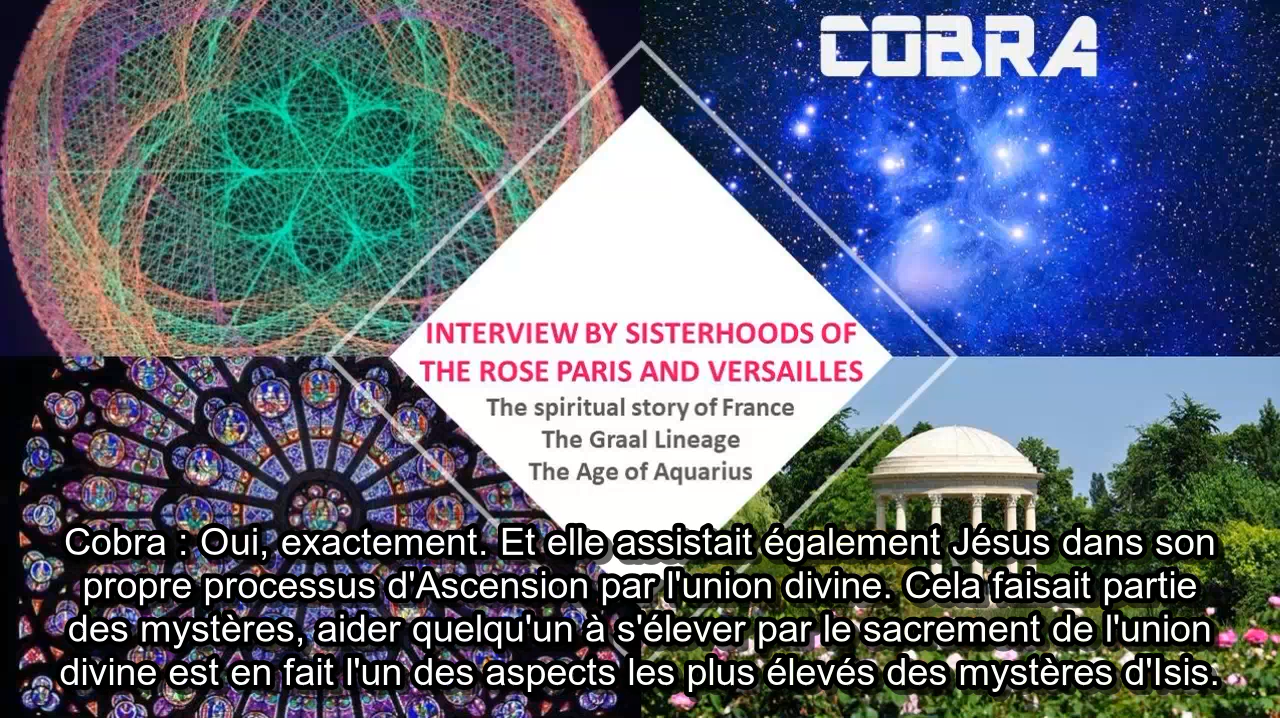 COBRA
INTERVIEW BY SISTERHOODS OF
THE ROSE PARIS AND VERSAILLES
The spiritual story of France
The Graal Lineage
The Age of Aquarius
Cobra : Oui, exactement. Et elle assistait également Jésus dans son
propre processus d'Ascension par l'union divine. Cela faisait partie
des mystères, aider quelqu'un à s'élever par le sacrement de l'union
divine est en fait l'un des aspects les plus élevés des mystères d'Isis.